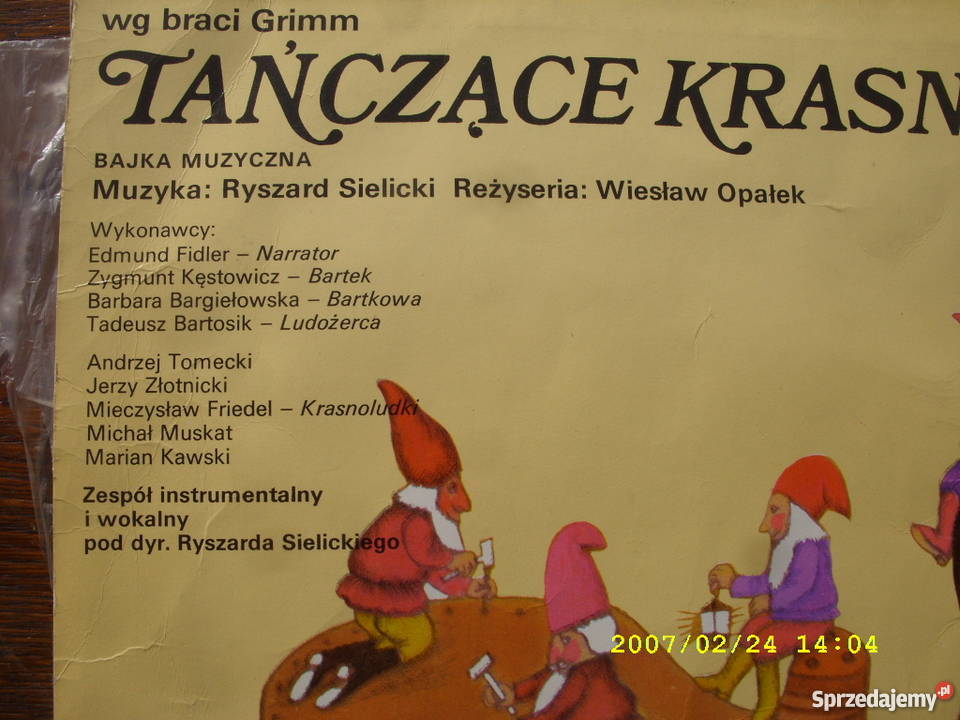 wg braci Grimm
TAŃCZĄCE KRASN
BAJKA MUZYCZNA
Muzyka: Ryszard Sielicki Reżyseria: Wiesław Opałek
Wykonawcy:
Edmund Fidler – Narrator
Zygmunt Kęstowicz – Bartek
Barbara Bargiełowska – Bartkowa
Tadeusz Bartosik – Ludożerca
Andrzej Tomecki
Jerzy Złotnicki
Mieczysław Friedel – Krasnoludki
Michał Muskat
Marian Kawski
Zespół instrumentalny
i wokalny
pod dyr. Ryszarda Sielickiego
2007/02/24 14:04
Sprzedajemy.pl